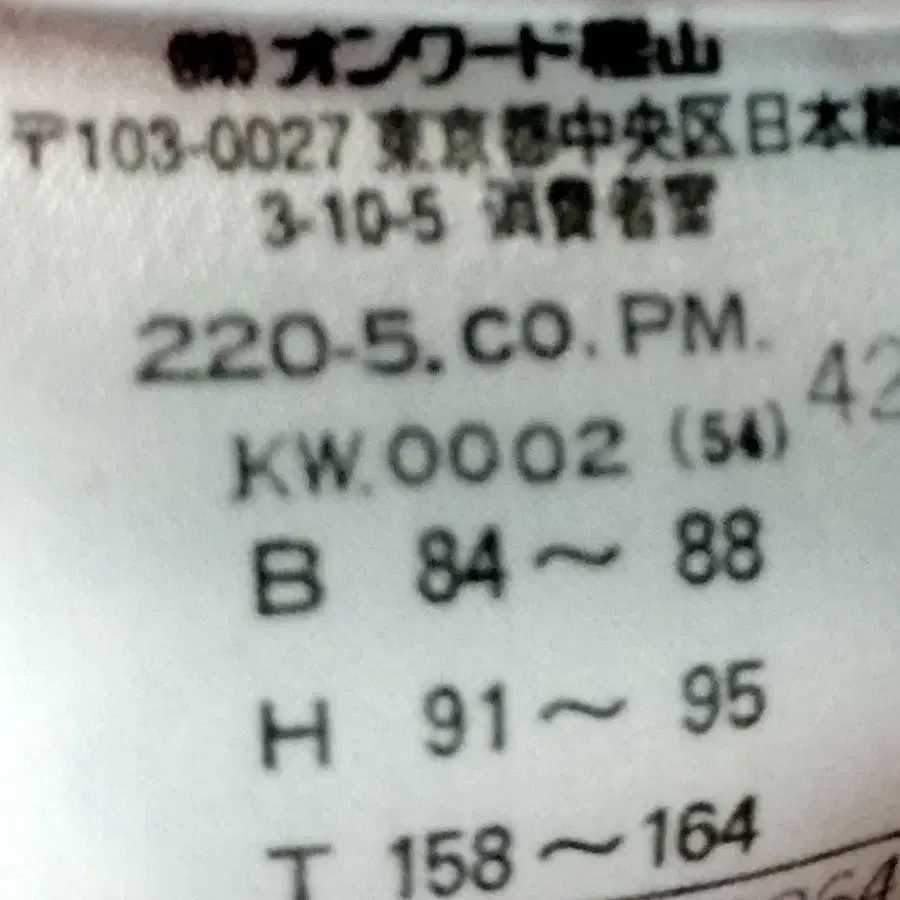 ㈱オンワード樫山
〒103-0027 東京都中央区日本橋
3-10-5 消費者室
220-5.CO.PM.
42
KW.0002 (54)
B 84～88
H 91～95
T 158～164